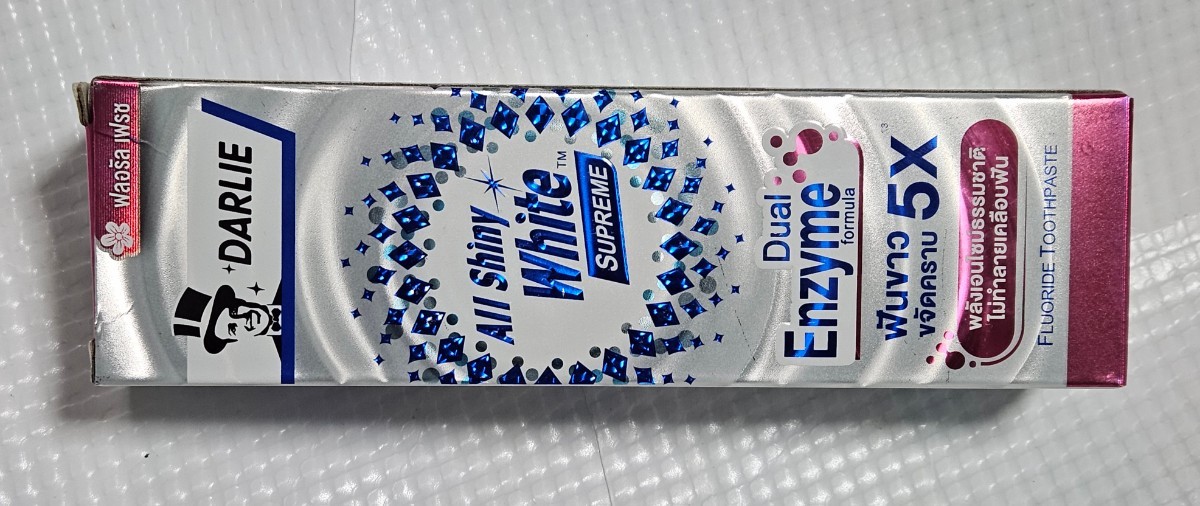 ฟลอรัล เฟรช
DARLIE
All Shiny
White™
SUPREME
Dual
Enzyme
formula
ฟันขาว 5X
ขจัดคราบ
3
พลังเอนไซม์ธรรมชาติ
ไม่ทำลายเคลือบฟัน
FLUORIDE TOOTHPASTE